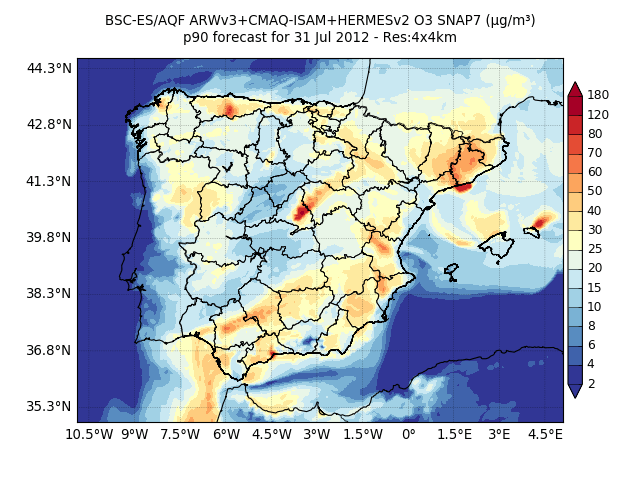 BSC-ES/AQF ARWv3+CMAQ-ISAM+HERMESv2 O3 SNAP7 (μg/m³)
p90 forecast for 31 Jul 2012 - Res:4x4km
44.3°N
42.8°N
41.3°N
39.8°N
38.3°N
36.8°N
35.3°N
10.5°W 9°W 7.5°W 6°W 4.5°W 3°W 1.5°W 0° 1.5°E 3°E 4.5°E
180
120
80
70
60
50
40
30
25
20
15
10
8
6
4
2